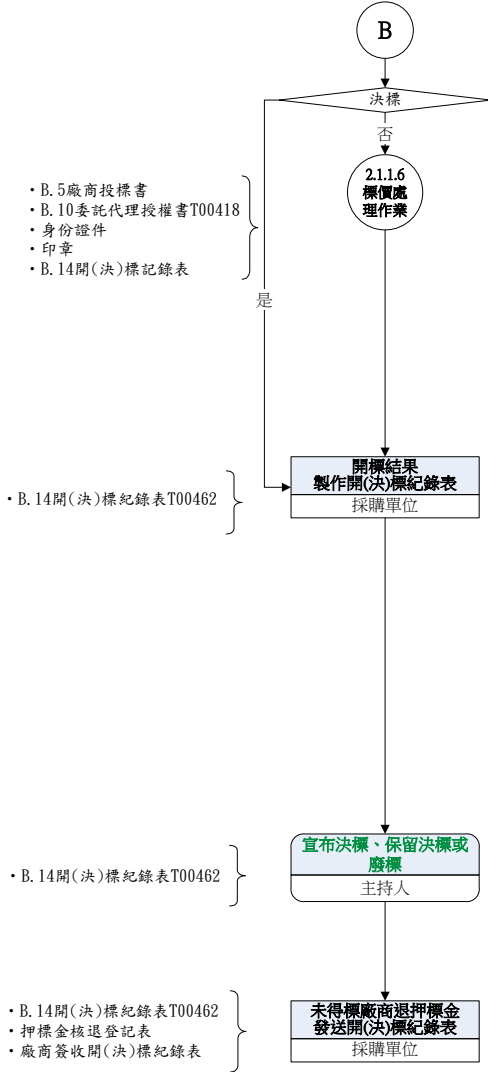 B
決標
否
2.1.1.6
標價處
理作業
・B.5廠商投標書
・B.10委託代理授權書T00418
・身份證件
・印章
・B.14開(決)標記錄表
是
開標結果
製作開(決)標紀錄表
採購單位
・B.14開(決)標紀錄表T00462
宣布決標、保留決標或
廢標
主持人
・B.14開(決)標紀錄表T00462
未得標廠商退押標金
發送開(決)標紀錄表
採購單位
・B.14開(決)標紀錄表T00462
・押標金核退登記表
・廠商簽收開(決)標紀錄表